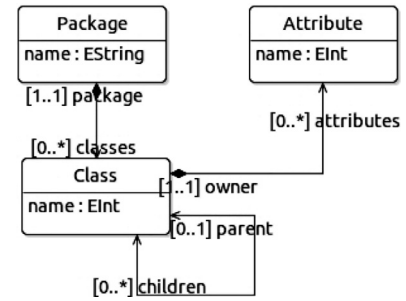 Package
name : EString
Attribute
name : EInt
[1..1] package
[0..*] attributes
[0..*] classes
Class
name : EInt
[1..1] owner
[0..1] parent
[0..*] children